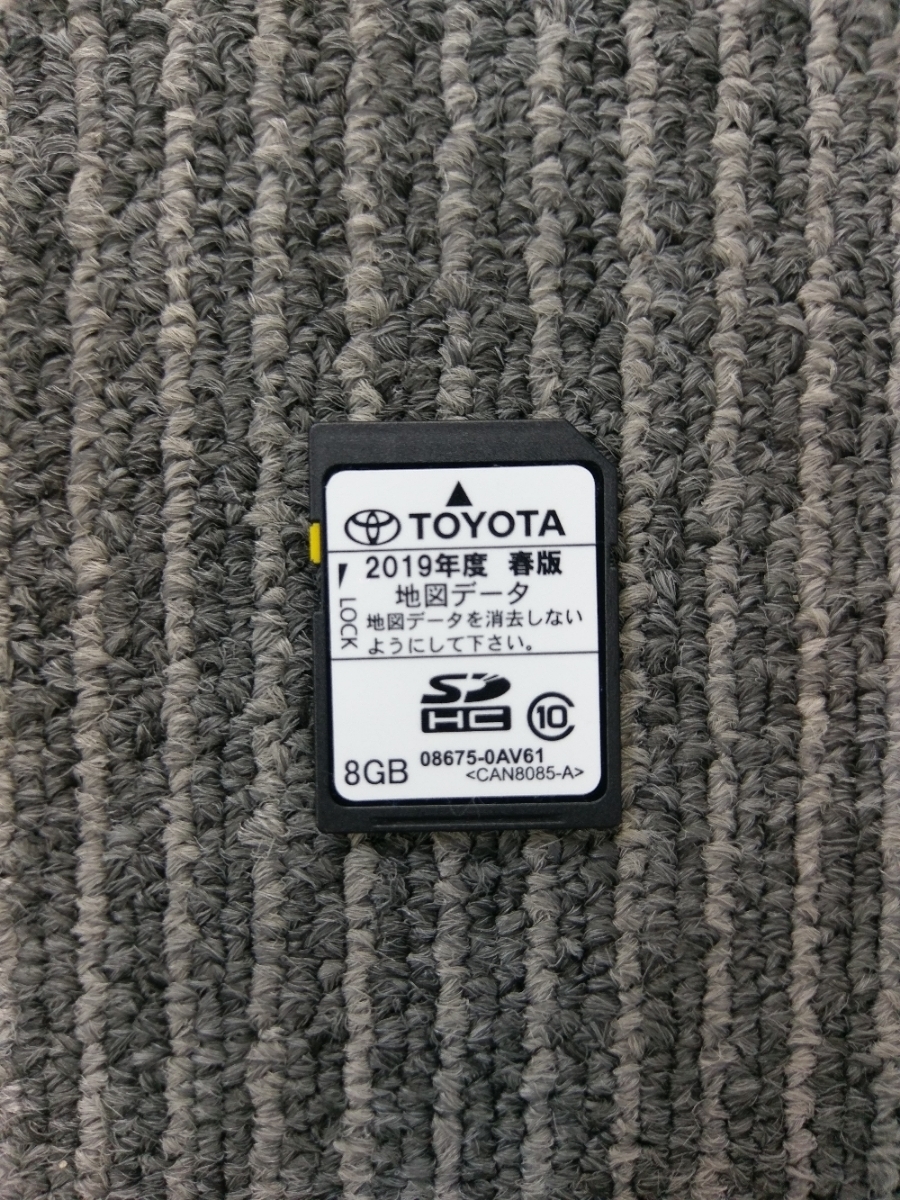 TOYOTA
2019年度 春版
地図データ
地図データを消去しない
ようにして下さい。
LOCK
SD
HC
10
8GB
08675-0AV61
<CAN8085-A>